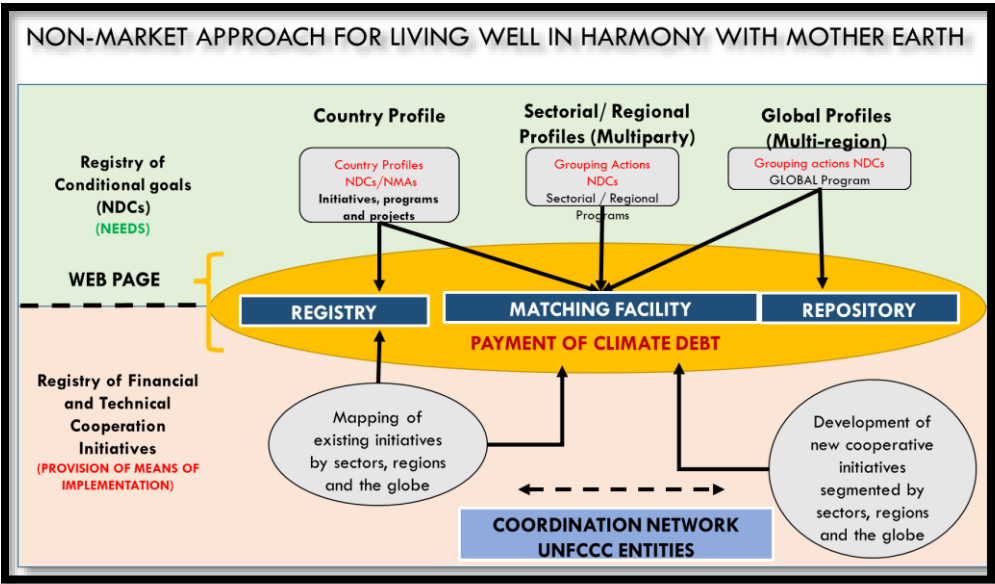 NON-MARKET APPROACH FOR LIVING WELL IN HARMONY WITH MOTHER EARTH
Country Profile
Sectorial/ Regional
Profiles (Multiparty)
Global Profiles
(Multi-region)
Registry of
Conditional goals
(NDCs)
(NEEDS)
Country Profiles
NDCs/NMAs
Initiatives, programs
and projects
Grouping Actions
NDCs
Sectorial / Regional
Programs
Grouping actions NDCs
GLOBAL Program
WEB PAGE
REGISTRY
MATCHING FACILITY
REPOSITORY
PAYMENT OF CLIMATE DEBT
Registry of Financial
and Technical
Cooperation
Initiatives
(PROVISION OF MEANS OF
IMPLEMENTATION)
Mapping of
existing initiatives
by sectors, regions
and the globe
Development of
new cooperative
initiatives
segmented by
sectors, regions
and the globe
COORDINATION NETWORK
UNFCCC ENTITIES